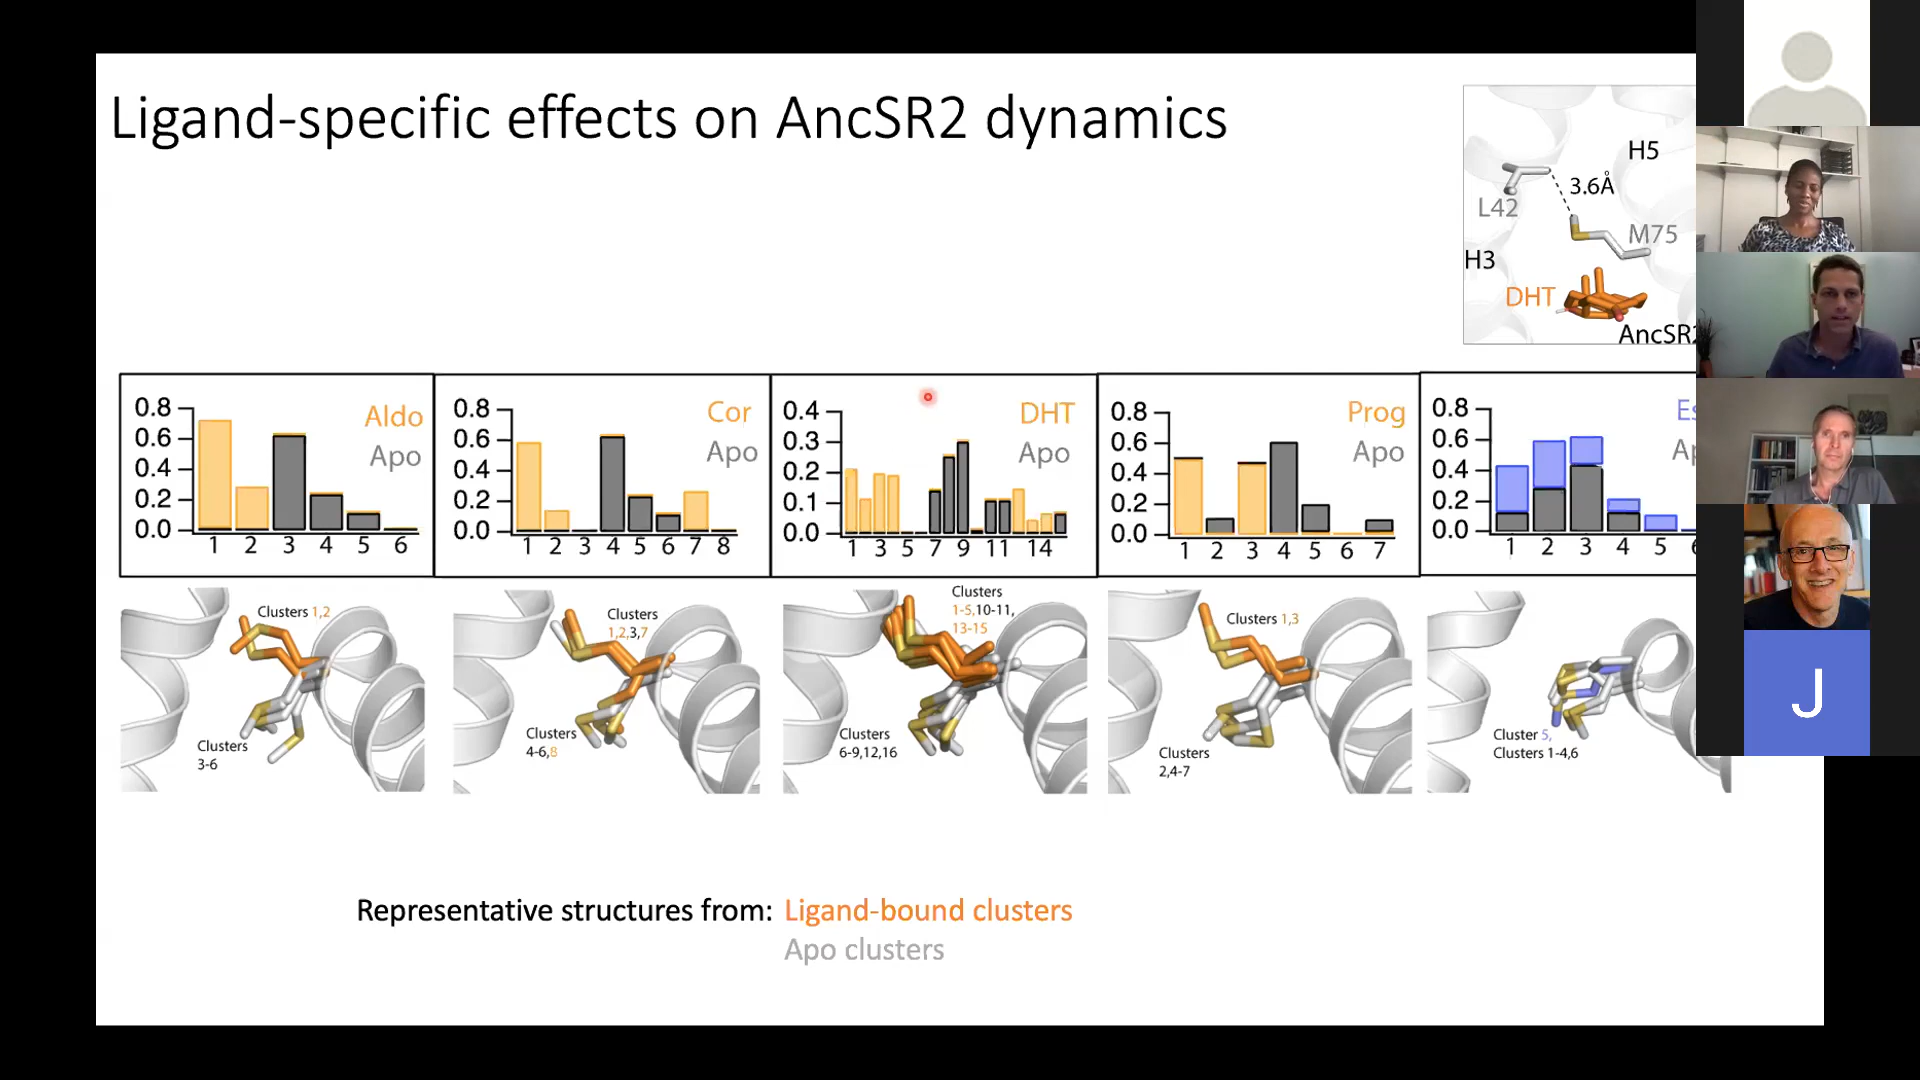 Ligand-specific effects on AncSR2 dynamics
H5
3.6Å
L42
M75
H3
DHT
0.8
0.6
0.4
0.2
0.0
Aldo
Apo
1 2 3 4 5 6
0.8
0.6
0.4
0.2
0.0
Cor
Apo
1 2 3 4 5 6 7 8
0.4
0.3
0.2
0.1
0.0
DHT
Apo
1 3 5 7 9 11 14
0.8
0.6
0.4
0.2
0.0
Prog
Apo
1 2 3 4 5 6 7
0.8
0.6
0.4
0.2
0.0
1 2 3 4 5
Clusters 1,2
Clusters
3-6
Clusters
1,2,3,7
Clusters
4-6,8
Clusters
1-5,10-11,
13-15
Clusters
6-9,12,16
Clusters 1,3
Clusters
2,4-7
Cluster 5,
Clusters 1-4,6
Representative structures from: Ligand-bound clusters
Apo clusters
J